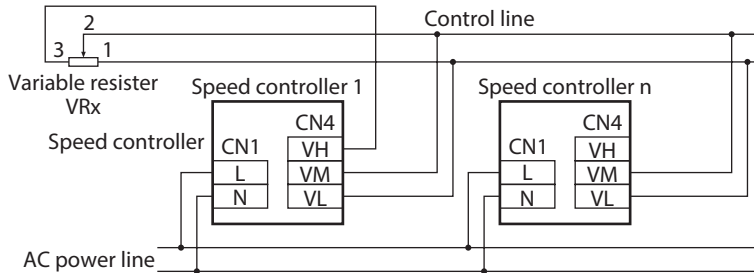 Control line
2
3
1
Variable resister
VRx
Speed controller 1
Speed controller n
Speed controller
CN1
CN4
VH
L
VM
N
VL
CN1
CN4
VH
L
VM
N
VL
AC power line